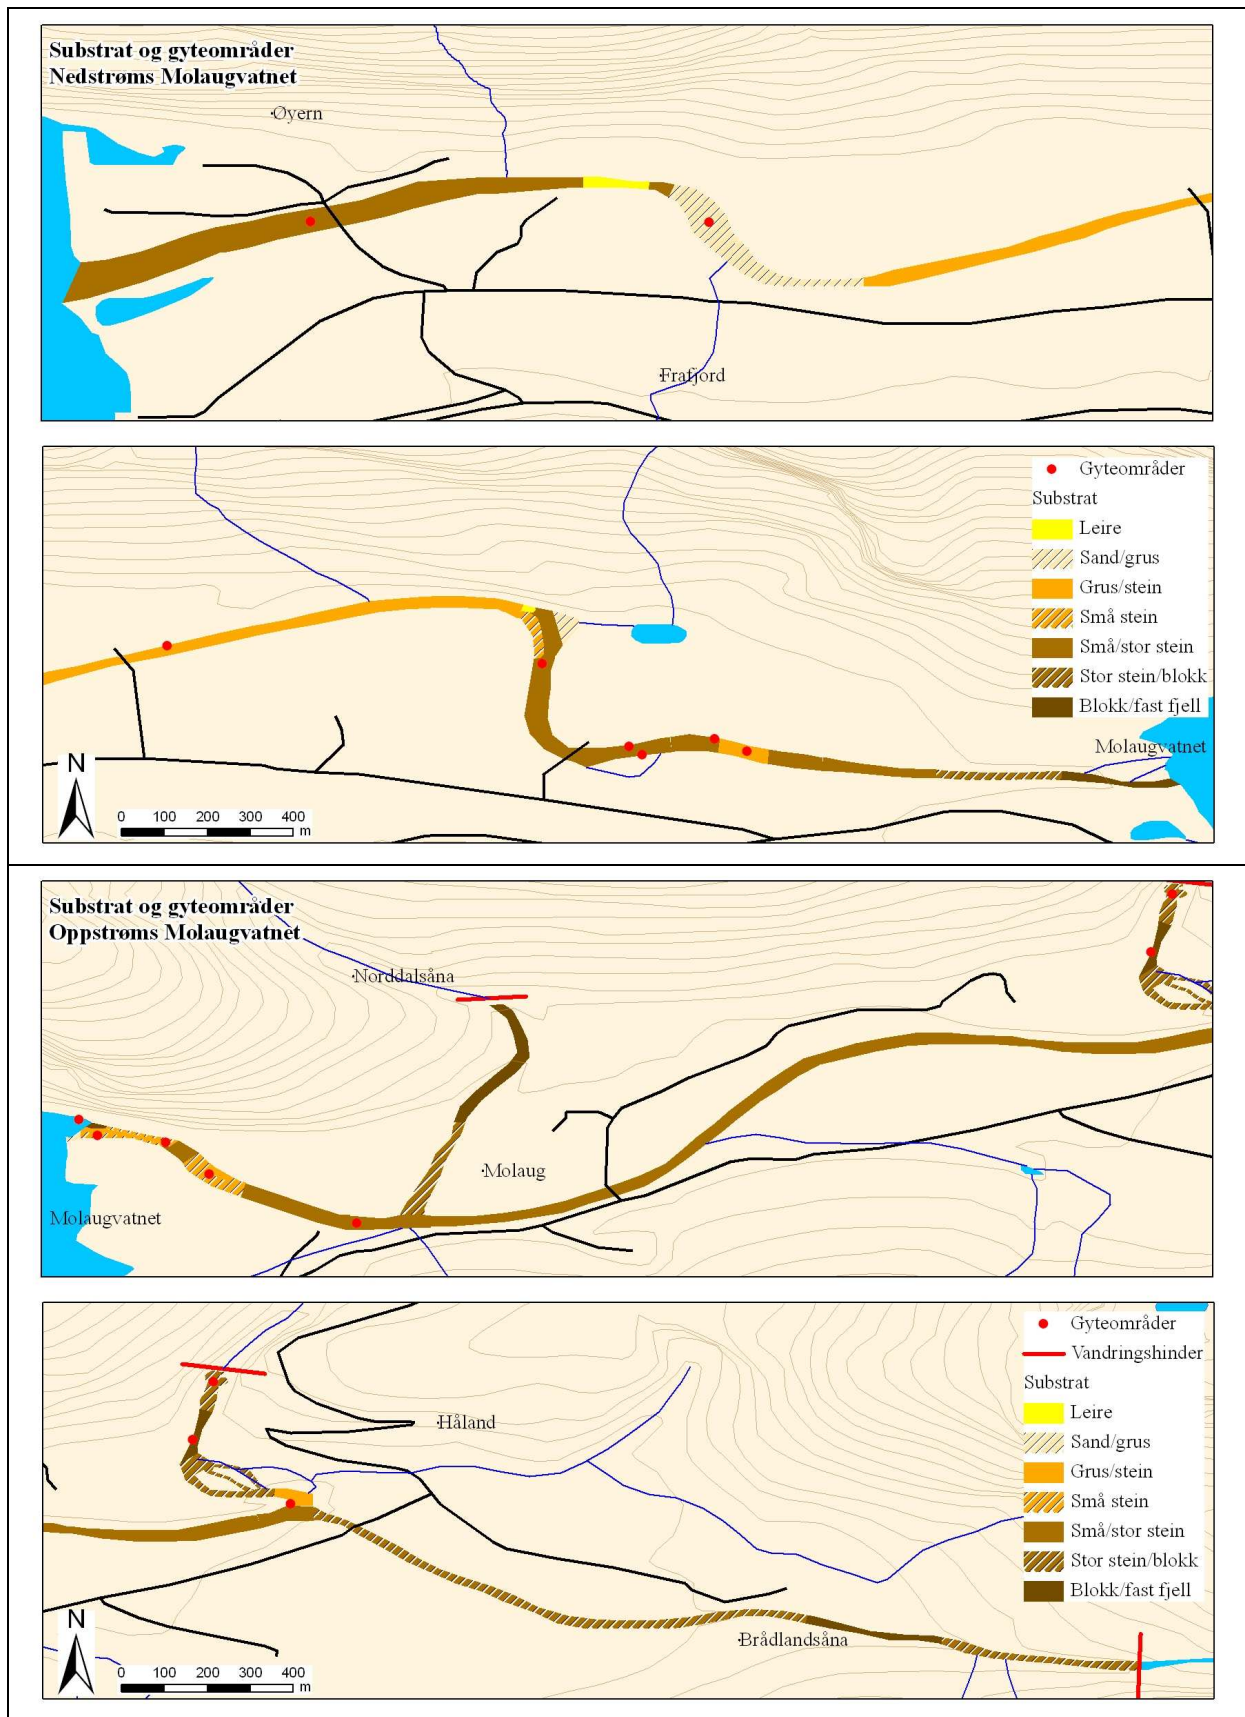 Substrat og gyteområder
Nedstrøms Molaugvatnet
Øyern
Frafjord
Gyteområder
Substrat
Leire
Sand/grus
Grus/stein
Små stein
Små/stor stein
Stor stein/blokk
Blokk/fast fjell
Molaugvatnet
N
0 100 200 300 400
m
Substrat og gyteområder
Oppstrøms Molaugvatnet
Norddalsåna
Molaug
Molaugvatnet
Gyteområder
Vandringshinder
Substrat
Leire
Sand/grus
Grus/stein
Små stein
Små/stor stein
Stor stein/blokk
Blokk/fast fjell
Håland
Brådlandsåna
N
0 100 200 300 400
m